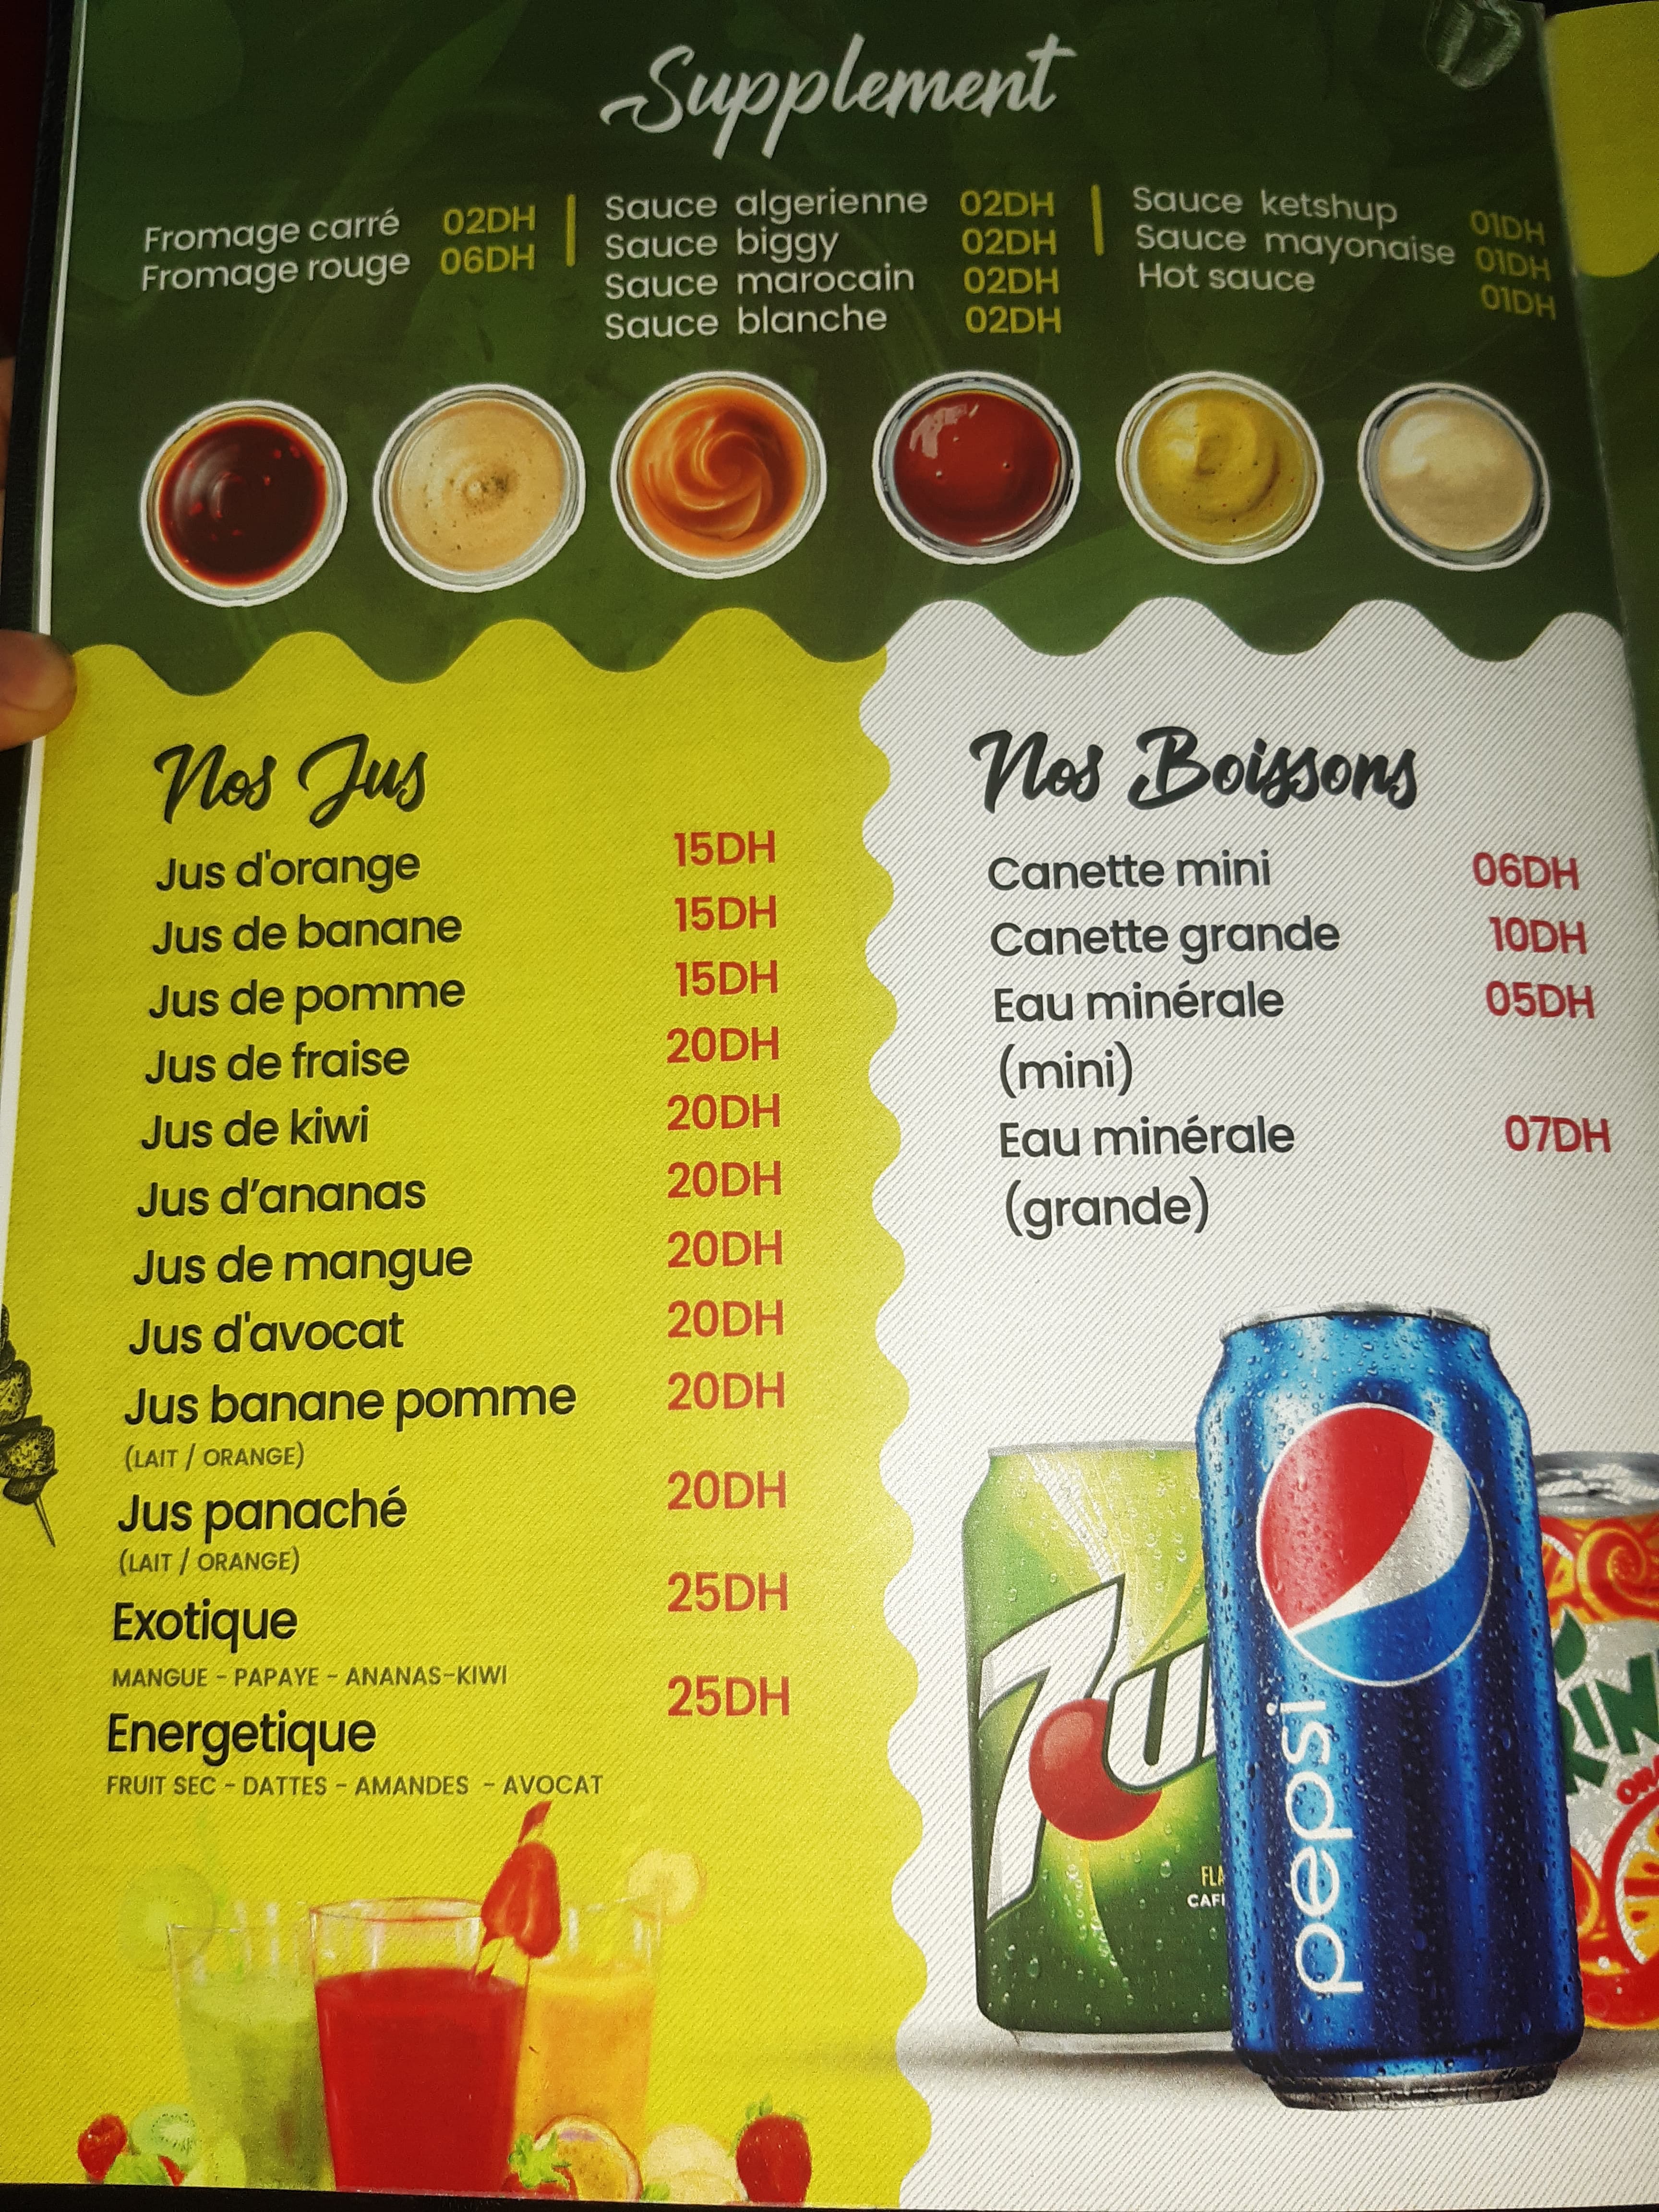 Supplement
Fromage carré 02DH
Fromage rouge 06DH
Sauce algerienne 02DH
Sauce biggy 02DH
Sauce marocain 02DH
Sauce blanche 02DH
Sauce ketshup 01DH
Sauce mayonaise 01DH
Hot sauce 01DH
Nos Jus
Jus d'orange 15DH
Jus de banane 15DH
Jus de pomme 15DH
Jus de fraise 20DH
Jus de kiwi 20DH
Jus d’ananas 20DH
Jus de mangue 20DH
Jus d'avocat 20DH
Jus banane pomme 20DH
(LAIT / ORANGE)
Jus panaché 20DH
(LAIT / ORANGE)
Exotique 25DH
MANGUE - PAPAYE - ANANAS-KIWI
Energetique 25DH
FRUIT SEC - DATTES - AMANDES - AVOCAT
Nos Boissons
Canette mini 06DH
Canette grande 10DH
Eau minérale 05DH
(mini)
Eau minérale 07DH
(grande)
7u
pepsi